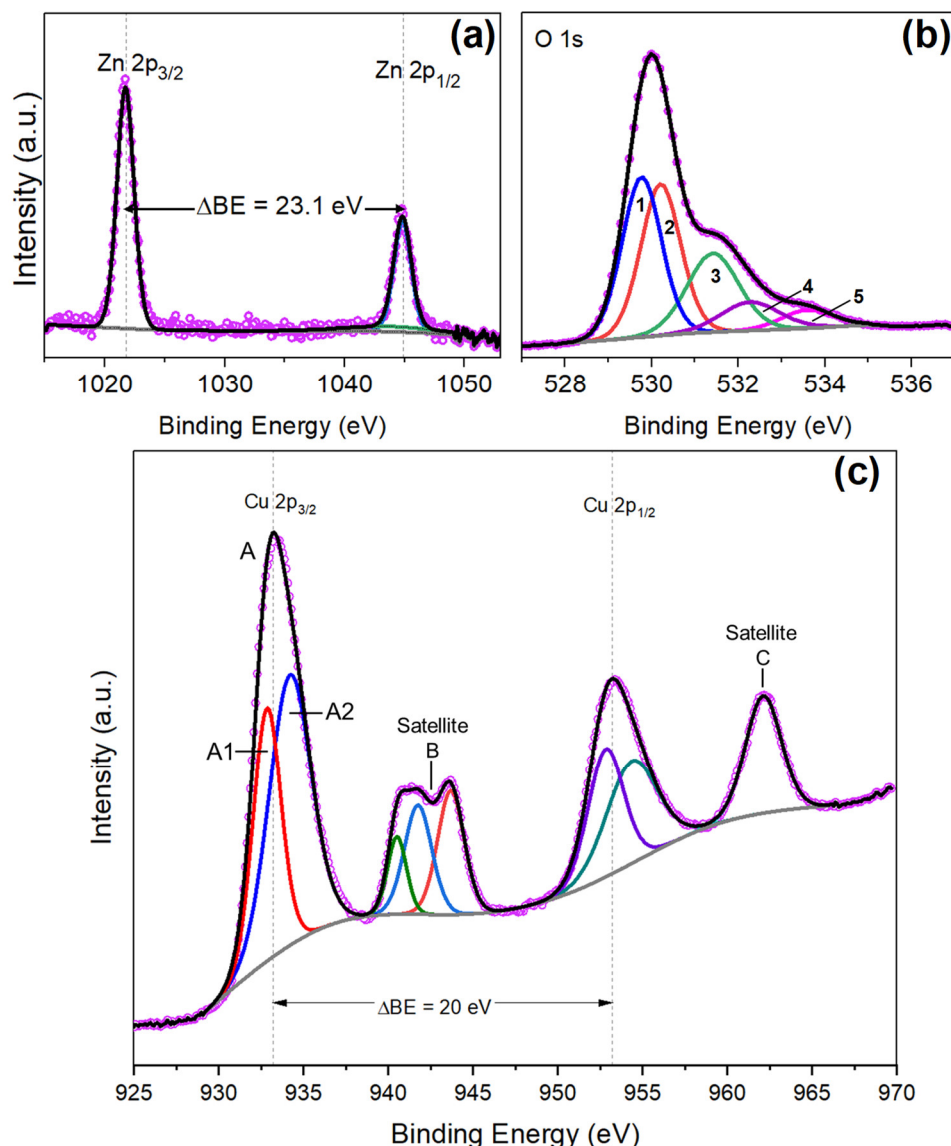 (a)
Zn 2p3/2
Zn 2p1/2
ΔBE = 23.1 eV
Intensity (a.u.)
1020 1030 1040 1050
Binding Energy (eV)
(b)
O 1s
1
2
3
4
5
528 530 532 534 536
Binding Energy (eV)
(c)
Cu 2p3/2
Cu 2p1/2
A
A1
A2
Satellite
B
Satellite
C
ΔBE = 20 eV
Intensity (a.u.)
925 930 935 940 945 950 955 960 965 970
Binding Energy (eV)